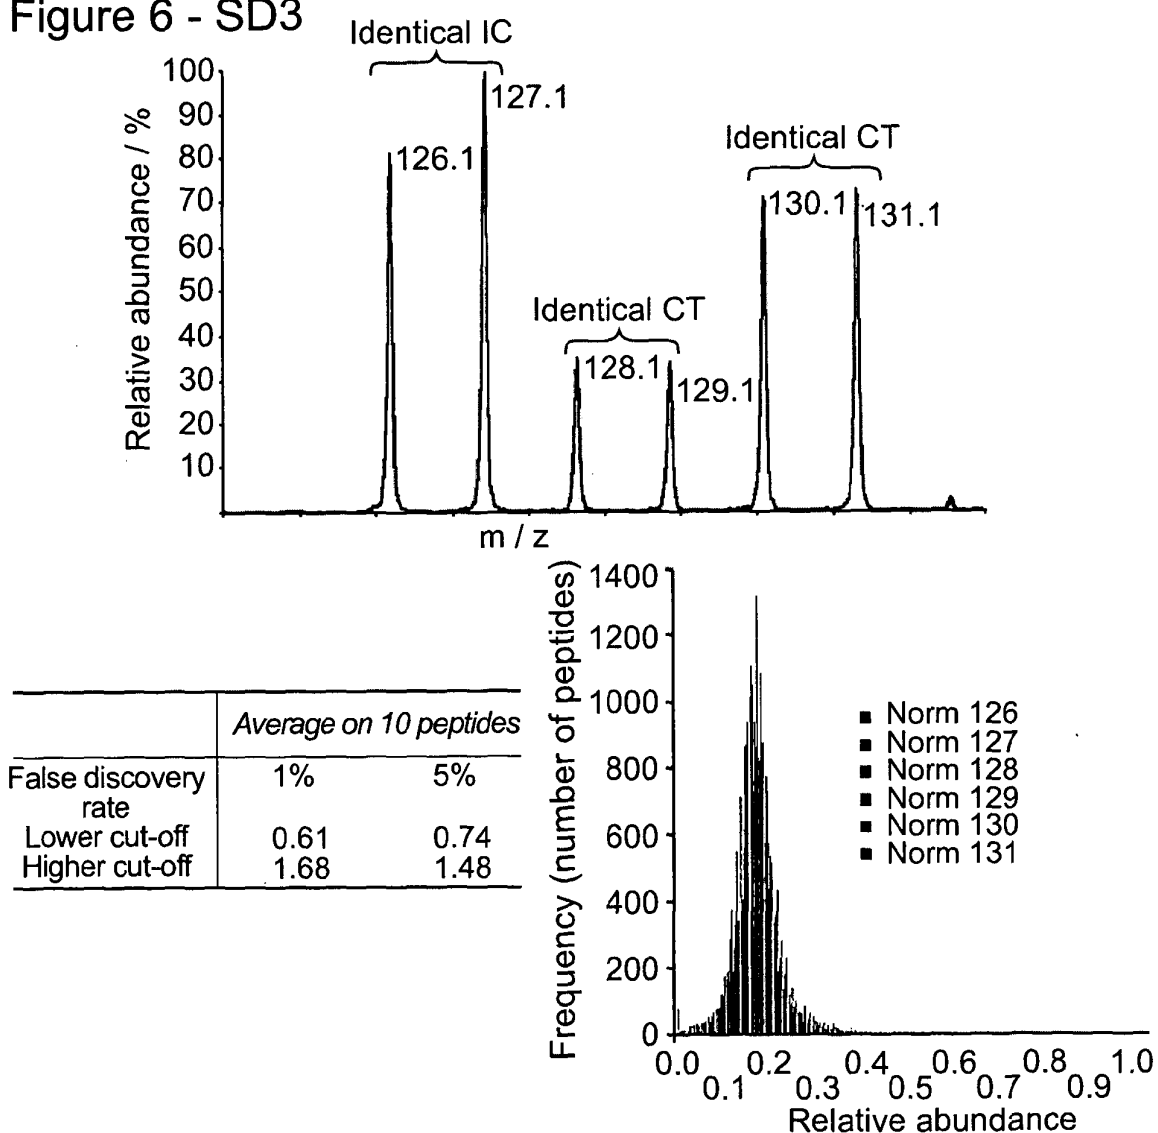 Figure 6 - SD3
Identical IC
100
90
80
70
60
50
40
30
20
10
Relative abundance / %
126.1
127.1
Identical CT
128.1
129.1
Identical CT
130.1
131.1
m / z
Average on 10 peptides
False discovery rate 1% 5%
Lower cut-off 0.61 0.74
Higher cut-off 1.68 1.48
Frequency (number of peptides)
1400
1200
1000
800
600
400
200
0
Norm 126
Norm 127
Norm 128
Norm 129
Norm 130
Norm 131
0.0 0.2 0.4 0.6 0.8 1.0
0.1 0.3 0.5 0.7 0.9
Relative abundance